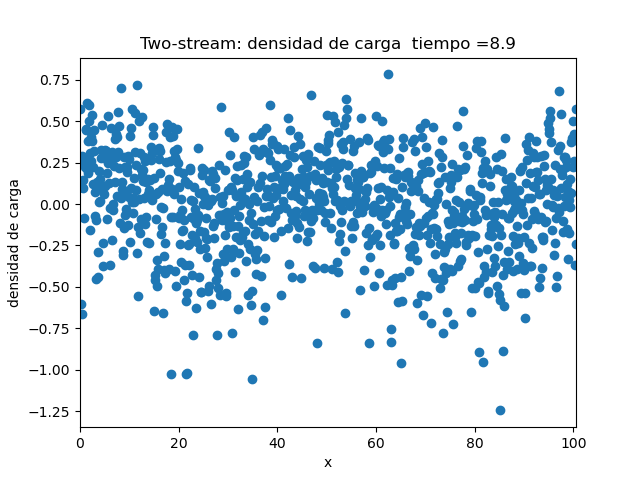 Two-stream: densidad de carga  tiempo =8.9
densidad de carga
0.75
0.50
0.25
0.00
−0.25
−0.50
−0.75
−1.00
−1.25
0 20 40 60 80 100
x